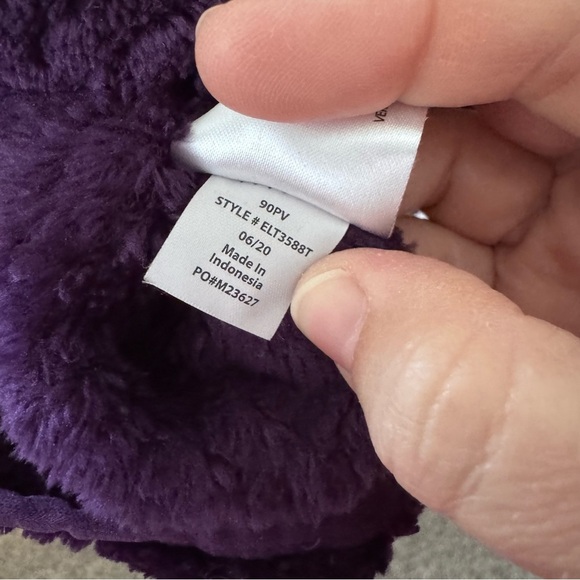 90PV
STYLE # ELT3588T
06/20
Made In
Indonesia
PO#M23627